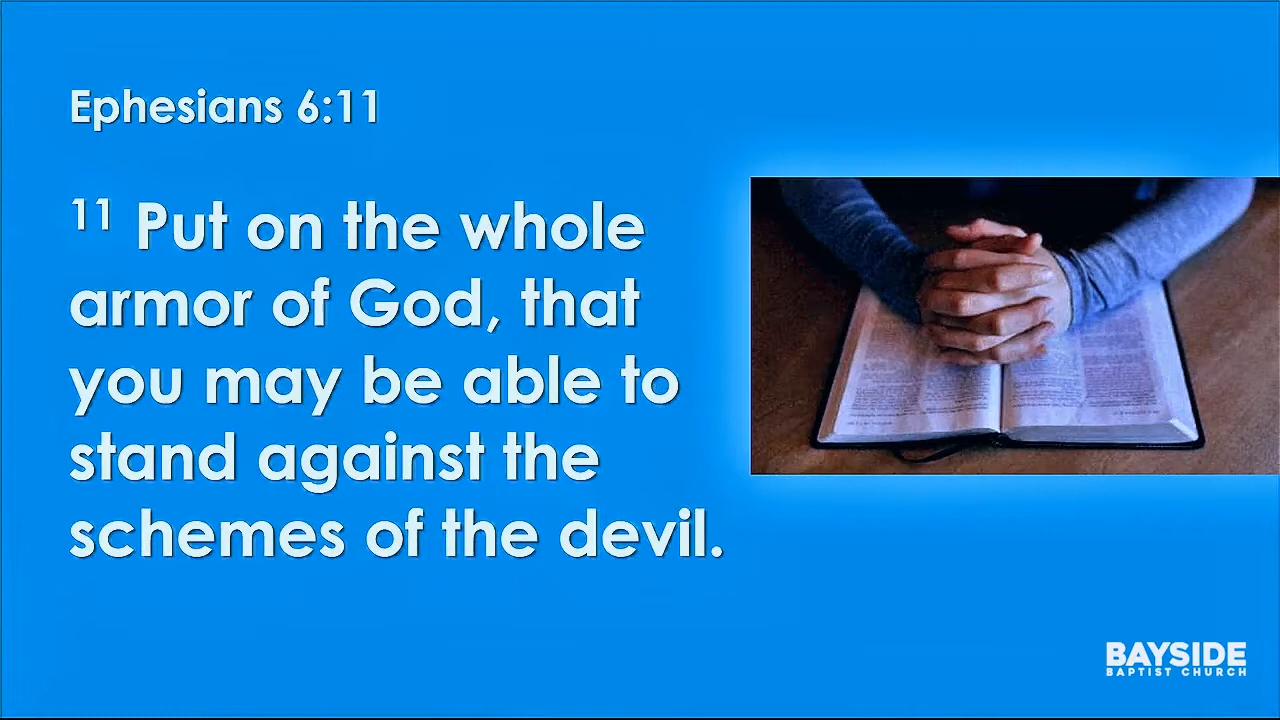 Ephesians 6:11
11 Put on the whole
armor of God, that
you may be able to
stand against the
schemes of the devil.
BAYSIDE
BAPTIST CHURCH